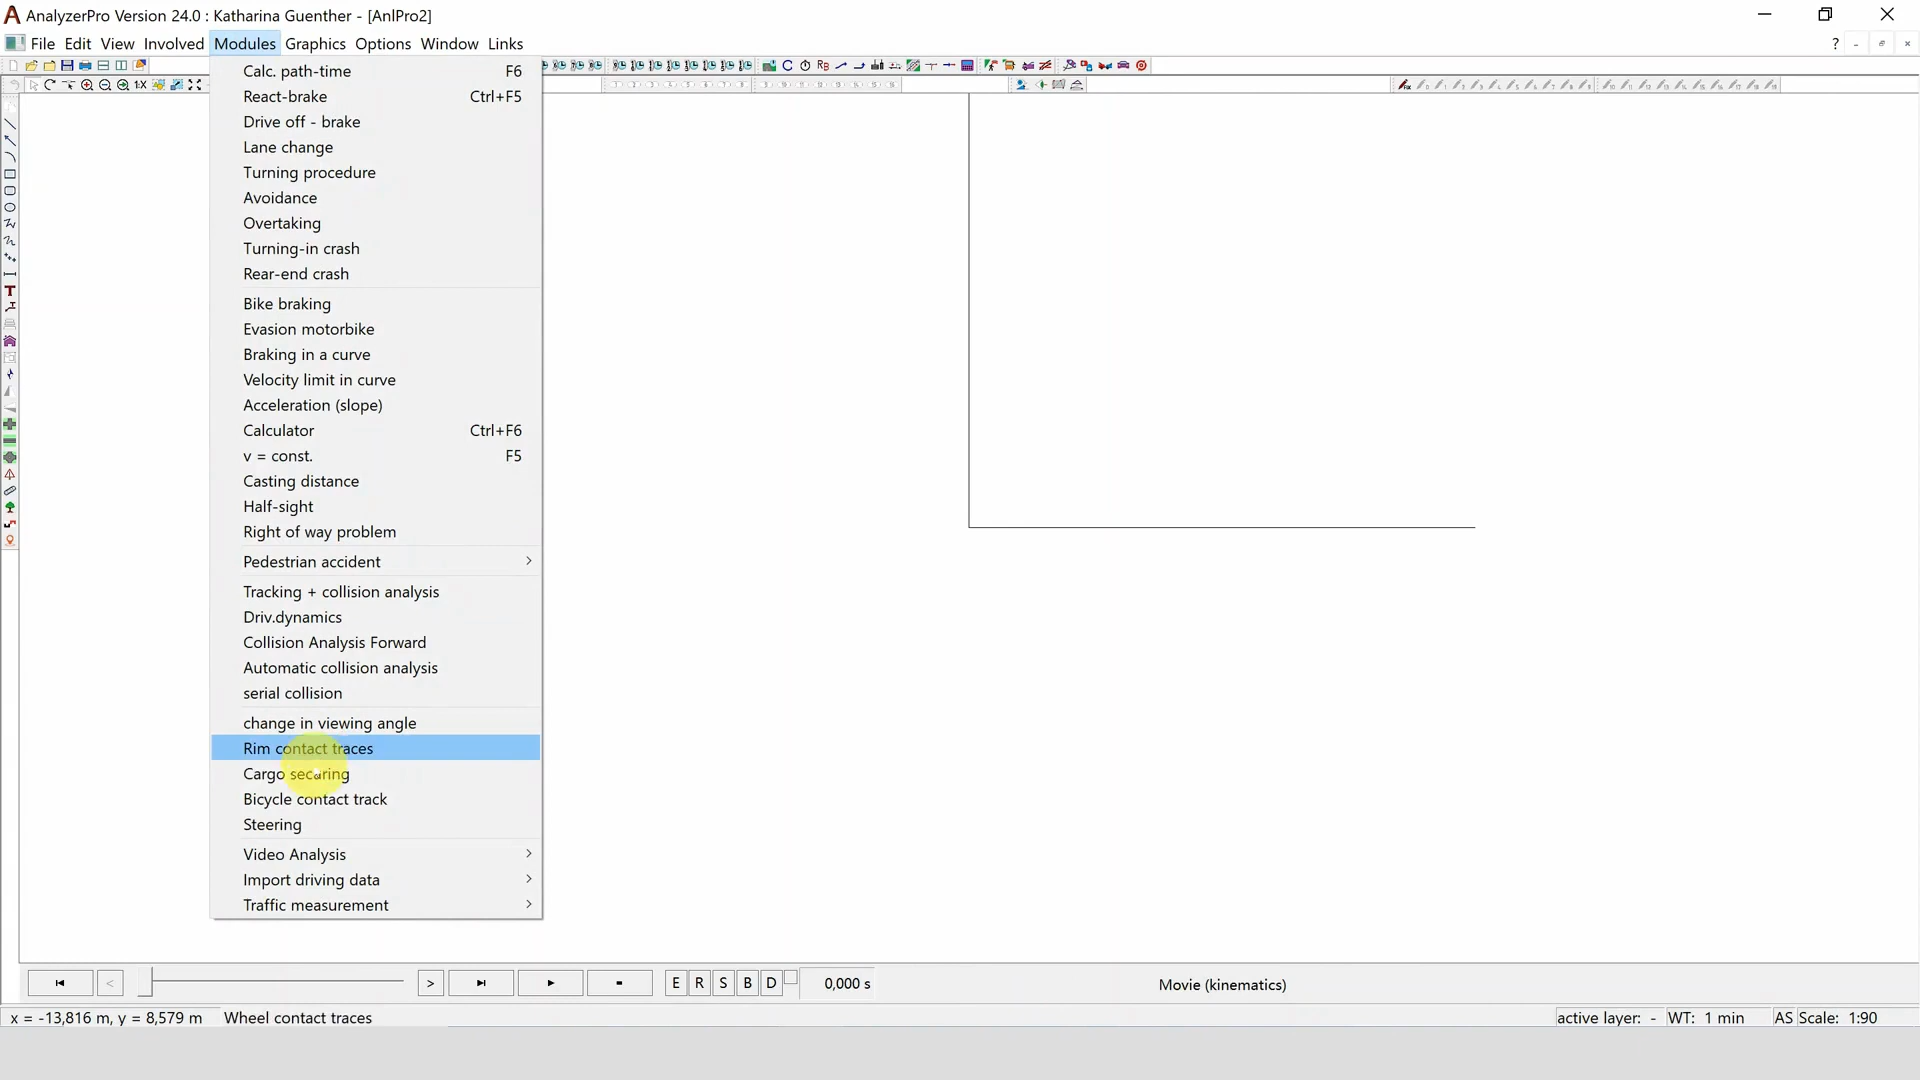 AnalyzerPro Version 24.0 : Katharina Guenther - [AnlPro2]
File Edit View Involved Modules Graphics Options Window Links
?
1:X
Calc. path-time F6
React-brake Ctrl+F5
Drive off - brake
Lane change
Turning procedure
Avoidance
Overtaking
Turning-in crash
Rear-end crash
Bike braking
Evasion motorbike
Braking in a curve
Velocity limit in curve
Acceleration (slope)
Calculator Ctrl+F6
v = const. F5
Casting distance
Half-sight
Right of way problem
Pedestrian accident
Tracking + collision analysis
Driv.dynamics
Collision Analysis Forward
Automatic collision analysis
serial collision
change in viewing angle
Rim contact traces
Cargo securing
Bicycle contact track
Steering
Video Analysis
Import driving data
Traffic measurement
< > E R S B D 0,000 s Movie (kinematics)
x = -13,816 m, y = 8,579 m Wheel contact traces active layer: - WT: 1 min AS Scale: 1:90